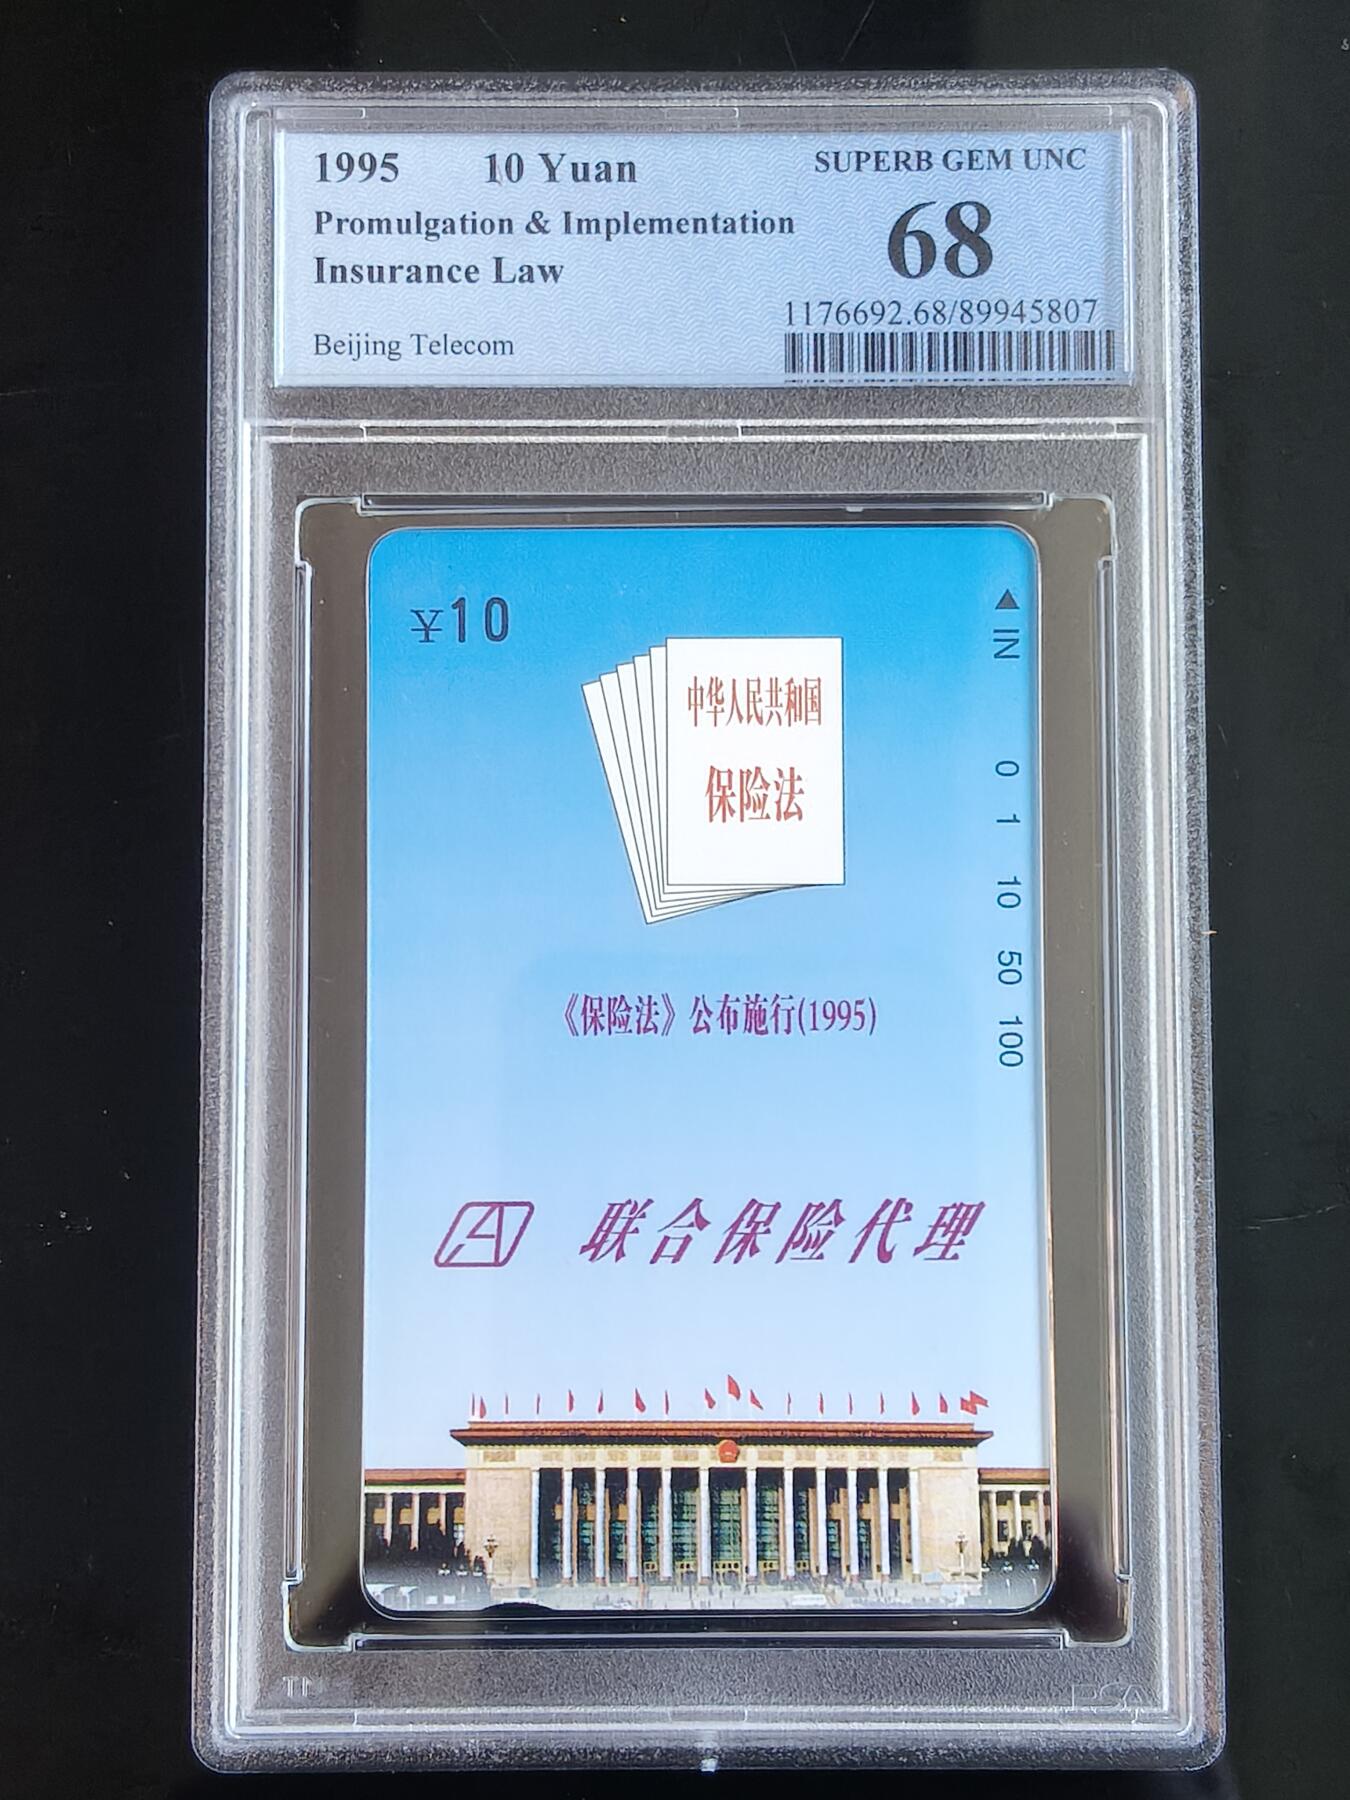 1995 10 Yuan
SUPERB GEM UNC
Promulgation & Implementation
Insurance Law
68
1176692.68/89945807
Beijing Telecom
¥10
▲ IN 0 1 10 50 100
中华人民共和国
保险法
《保险法》公布施行(1995)
联合保险代理